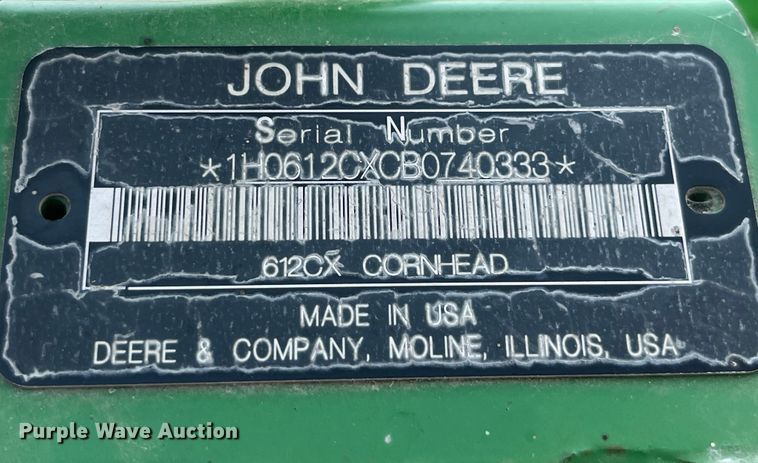 JOHN DEERE
Serial Number
*1H0612CXCB0740333*
612CX CORNHEAD
MADE IN USA
DEERE & COMPANY, MOLINE, ILLINOIS, USA
Purple Wave Auction